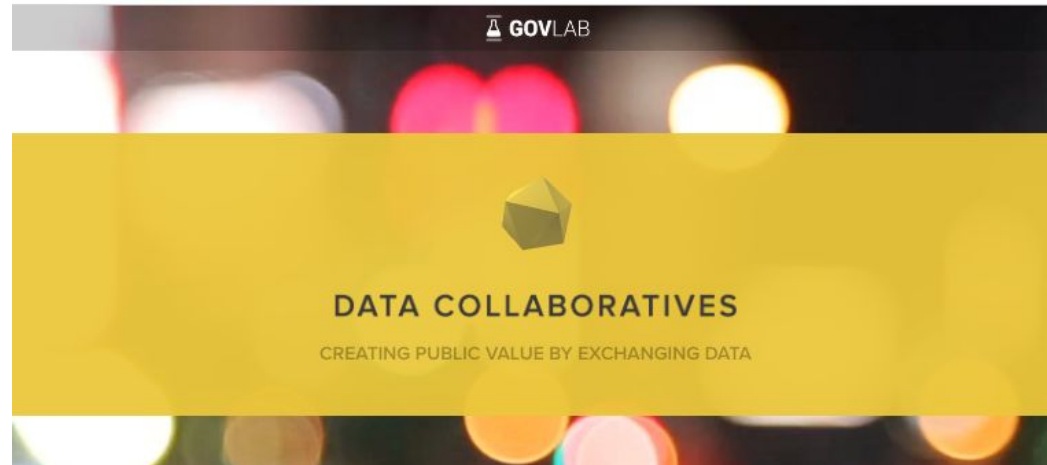 GOVLAB
DATA COLLABORATIVES
CREATING PUBLIC VALUE BY EXCHANGING DATA